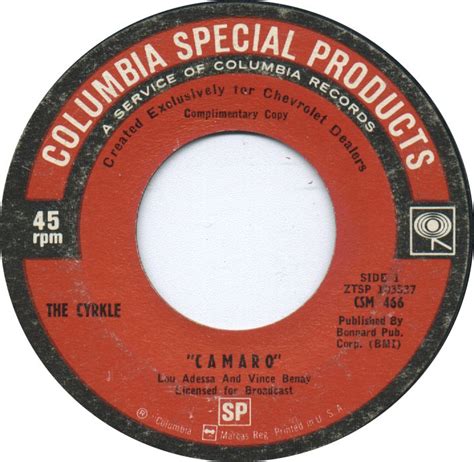 COLUMBIA SPECIAL PRODUCTS
A SERVICE OF COLUMBIA RECORDS
Created Exclusively for Chevrolet Dealers
Complimentary Copy
45
rpm
SIDE 1
ZTSP 103537
CSM 466
THE CYRKLE
Published By
Bonnard Pub.
Corp. (BMI)
"CAMARO"
Lou Adessa And Vince Benay
Licensed for Broadcast
SP
® "Columbia" Marcas Reg. Printed in U. S. A.